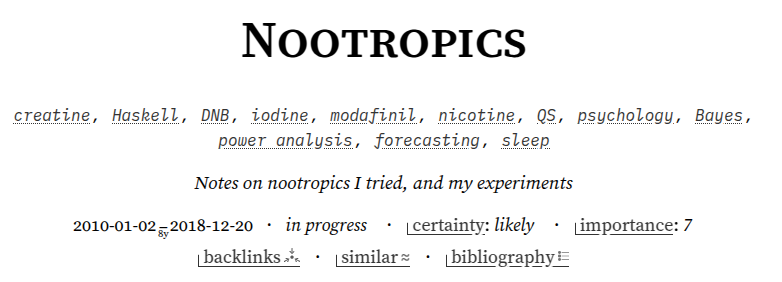 Nootropics
creatine, Haskell, DNB, iodine, modafinil, nicotine, QS, psychology, Bayes,
power analysis, forecasting, sleep
Notes on nootropics I tried, and my experiments
2010-01-02–2018-12-20 8y · in progress · certainty: likely · importance: 7
backlinks · similar · bibliography